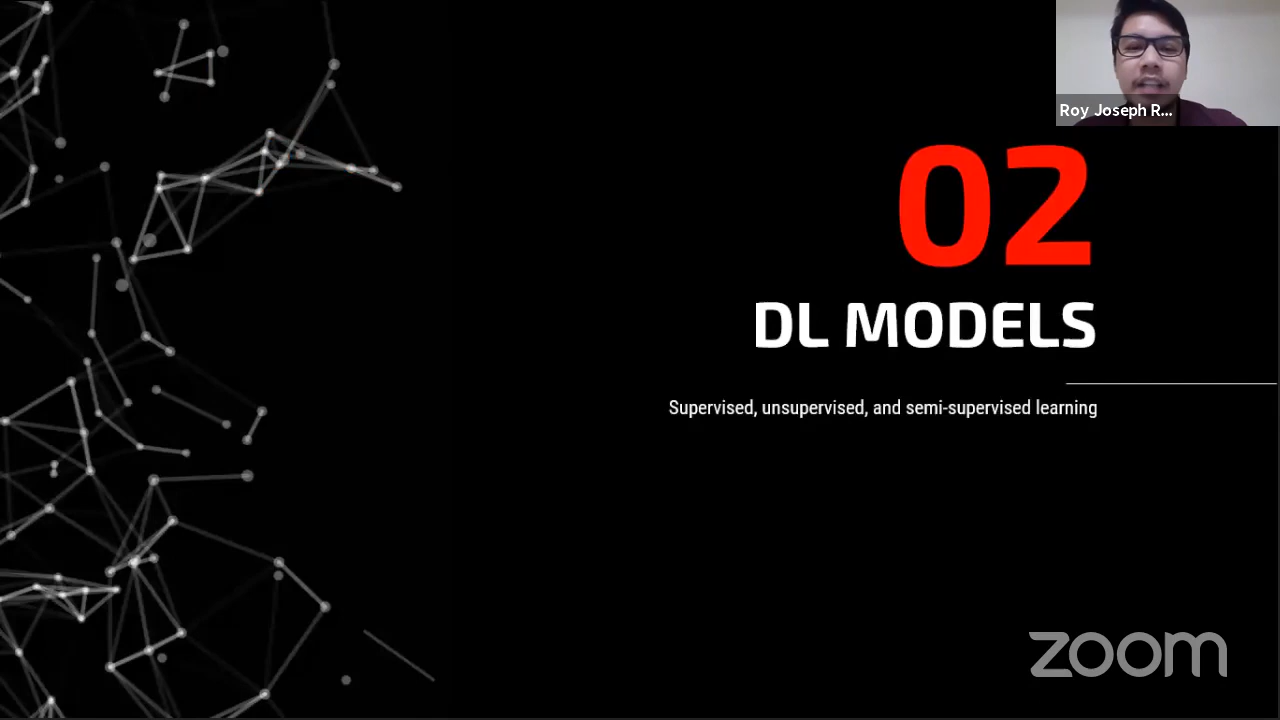 Roy Joseph R...
02
DL MODELS
Supervised, unsupervised, and semi-supervised learning
zoom